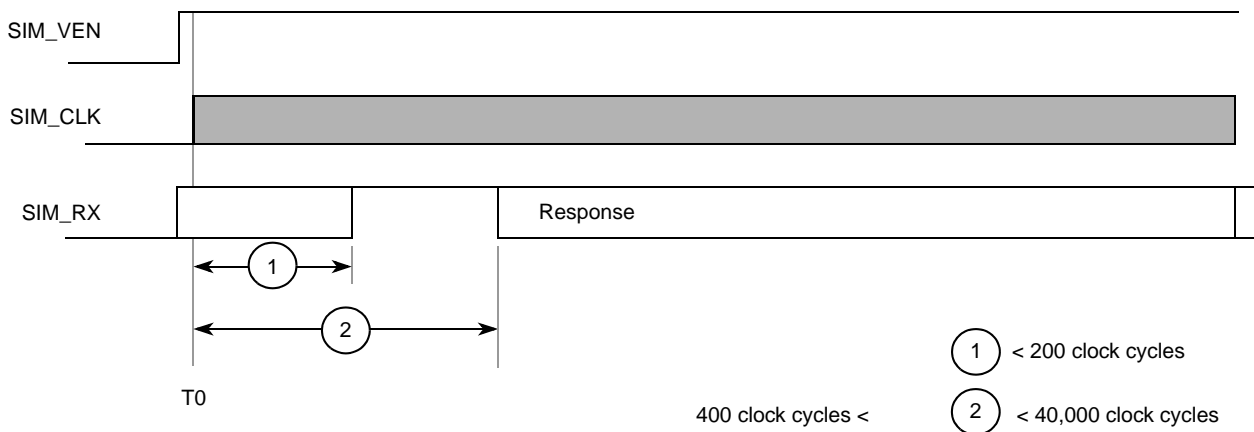 SIM_VEN
SIM_CLK
SIM_RX
Response
1
2
T0
1 < 200 clock cycles
400 clock cycles < 2 < 40,000 clock cycles